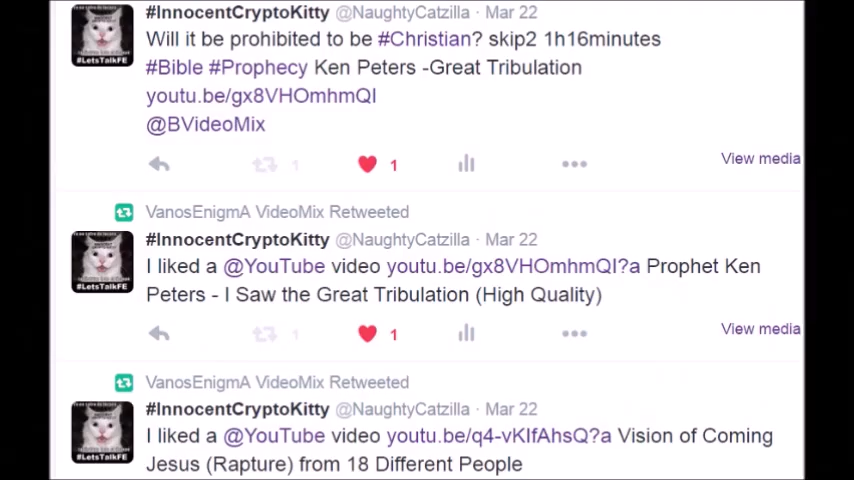 #InnocentCryptoKitty @NaughtyCatzilla · Mar 22
Will it be prohibited to be #Christian? skip2 1h16minutes
#Bible #Prophecy Ken Peters -Great Tribulation
youtu.be/gx8VHOmhmQI
@BVideoMix
1 1 View media
#LetsTalkFE
VanosEnigmA VideoMix Retweeted
#InnocentCryptoKitty @NaughtyCatzilla · Mar 22
I liked a @YouTube video youtu.be/gx8VHOmhmQI?a Prophet Ken
Peters - I Saw the Great Tribulation (High Quality)
1 1 View media
#LetsTalkFE
VanosEnigmA VideoMix Retweeted
#InnocentCryptoKitty @NaughtyCatzilla · Mar 22
I liked a @YouTube video youtu.be/q4-vKIfAhsQ?a Vision of Coming
Jesus (Rapture) from 18 Different People
#LetsTalkFE